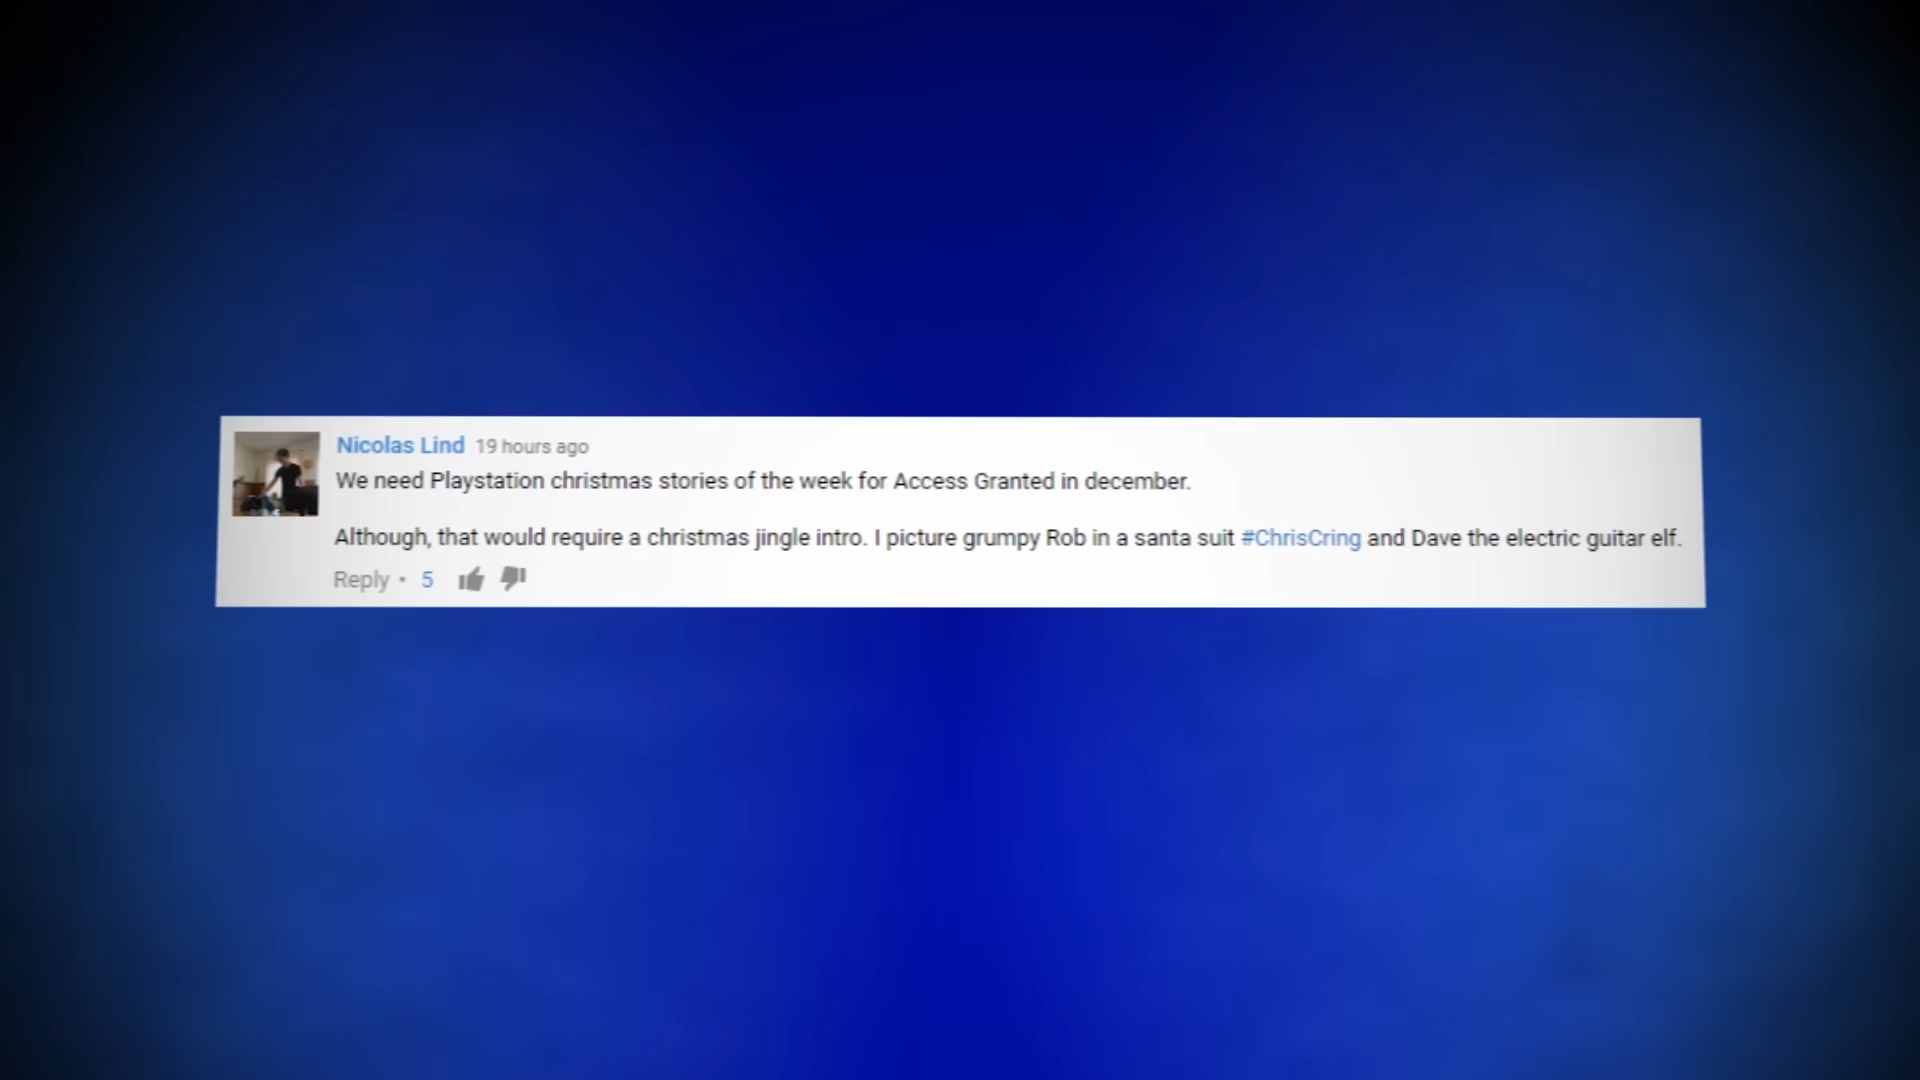 Nicolas Lind 19 hours ago
We need Playstation christmas stories of the week for Access Granted in december.
Although, that would require a christmas jingle intro. I picture grumpy Rob in a santa suit #ChrisCring and Dave the electric guitar elf.
Reply • 5